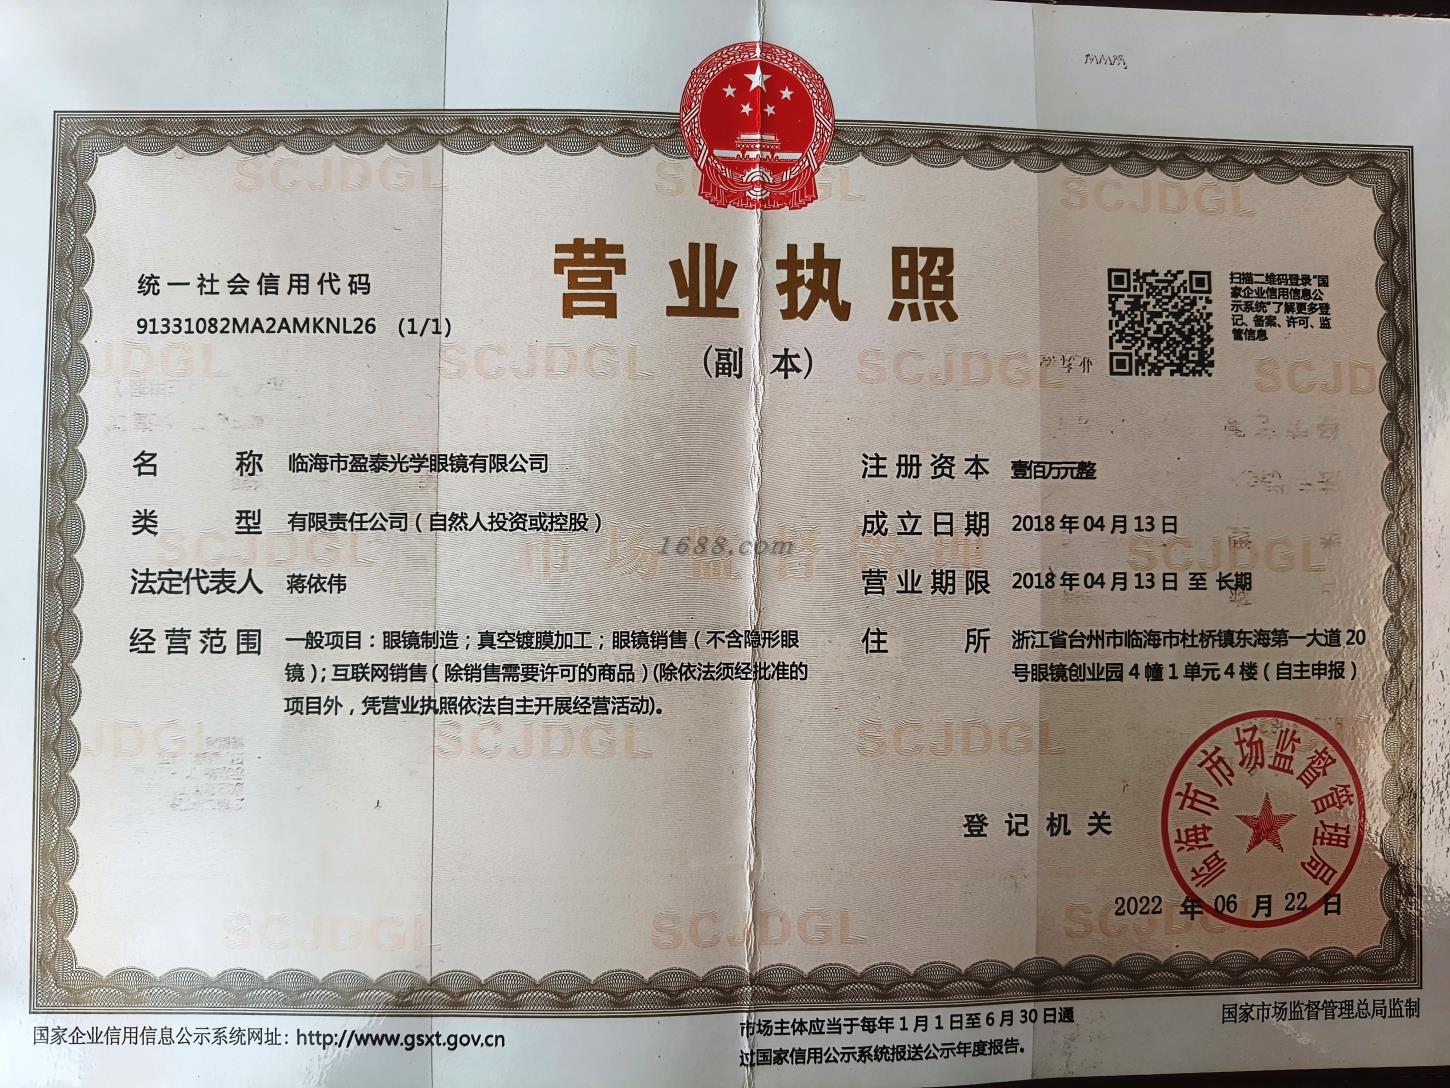 营业执照
(副 本)
统一社会信用代码
91331082MA2AMKNL26 (1/1)
扫描二维码登录“国
家企业信用信息公
示系统”了解更多登
记、备案、许可、监
管信息
名 称 临海市盈泰光学眼镜有限公司
类 型 有限责任公司（自然人投资或控股）
法定代表人 蒋依伟
经营范围 一般项目：眼镜制造；真空镀膜加工；眼镜销售（不含隐形眼
镜）；互联网销售（除销售需要许可的商品）(除依法须经批准的
项目外，凭营业执照依法自主开展经营活动)。
注册资本 壹佰万元整
成立日期 2018年04月13日
营业期限 2018年04月13日 至 长期
住 所 浙江省台州市临海市杜桥镇东海第一大道20
号眼镜创业园4幢1单元4楼（自主申报）
1688.com
市场监督管理
SCJDGL
登记机关
临海市市场监督管理局
2022 年 06 月 22 日
国家企业信用信息公示系统网址：http://www.gsxt.gov.cn
市场主体应当于每年1月1日至6月30日通
过国家信用公示系统报送公示年度报告。
国家市场监督管理总局监制